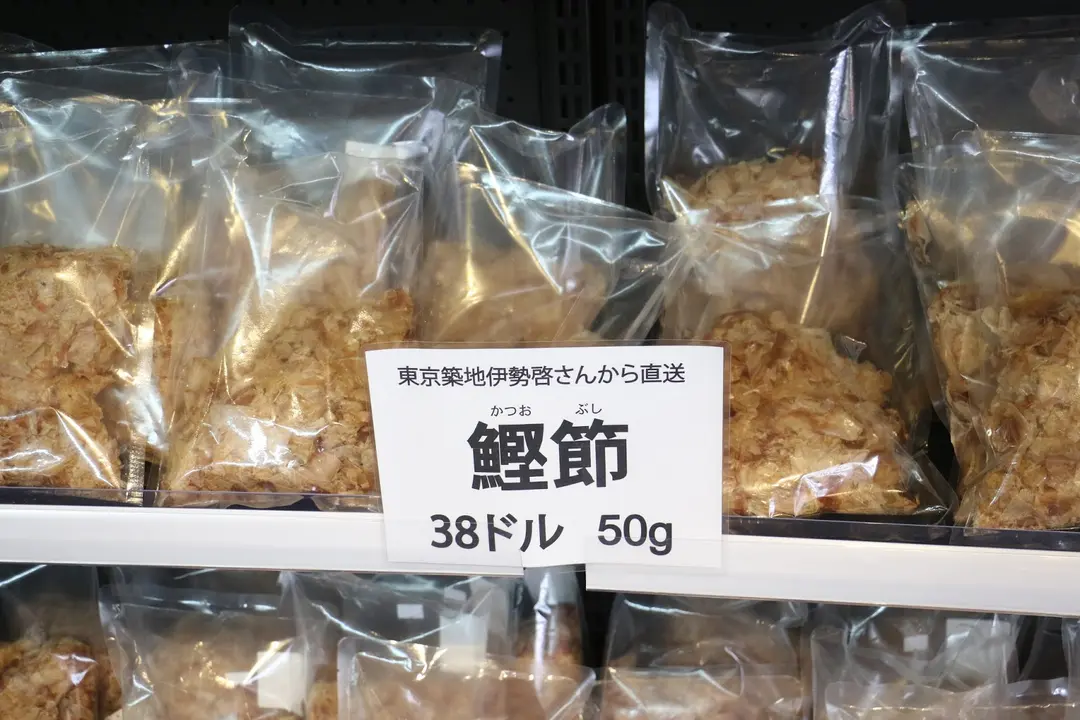 東京築地伊勢啓さんから直送
かつお ぶし
鰹節
38ドル 50g